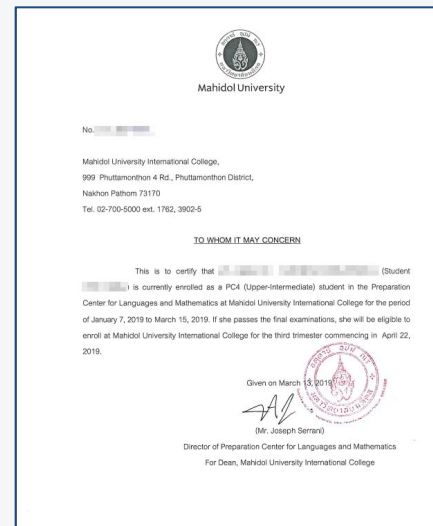 Mahidol University
No.
Mahidol University International College,
999 Phuttamonthon 4 Rd., Phuttamonthon District,
Nakhon Pathom 73170
Tel. 02-700-5000 ext. 1762, 3902-5
TO WHOM IT MAY CONCERN
This is to certify that (Student
) is currently enrolled as a PC4 (Upper-Intermediate) student in the Preparation
Center for Languages and Mathematics at Mahidol University International College for the period
of January 7, 2019 to March 15, 2019. If she passes the final examinations, she will be eligible to
enroll at Mahidol University International College for the third trimester commencing in April 22,
2019.
Given on March 13, 2019
(Mr. Joseph Serrani)
Director of Preparation Center for Languages and Mathematics
For Dean, Mahidol University International College